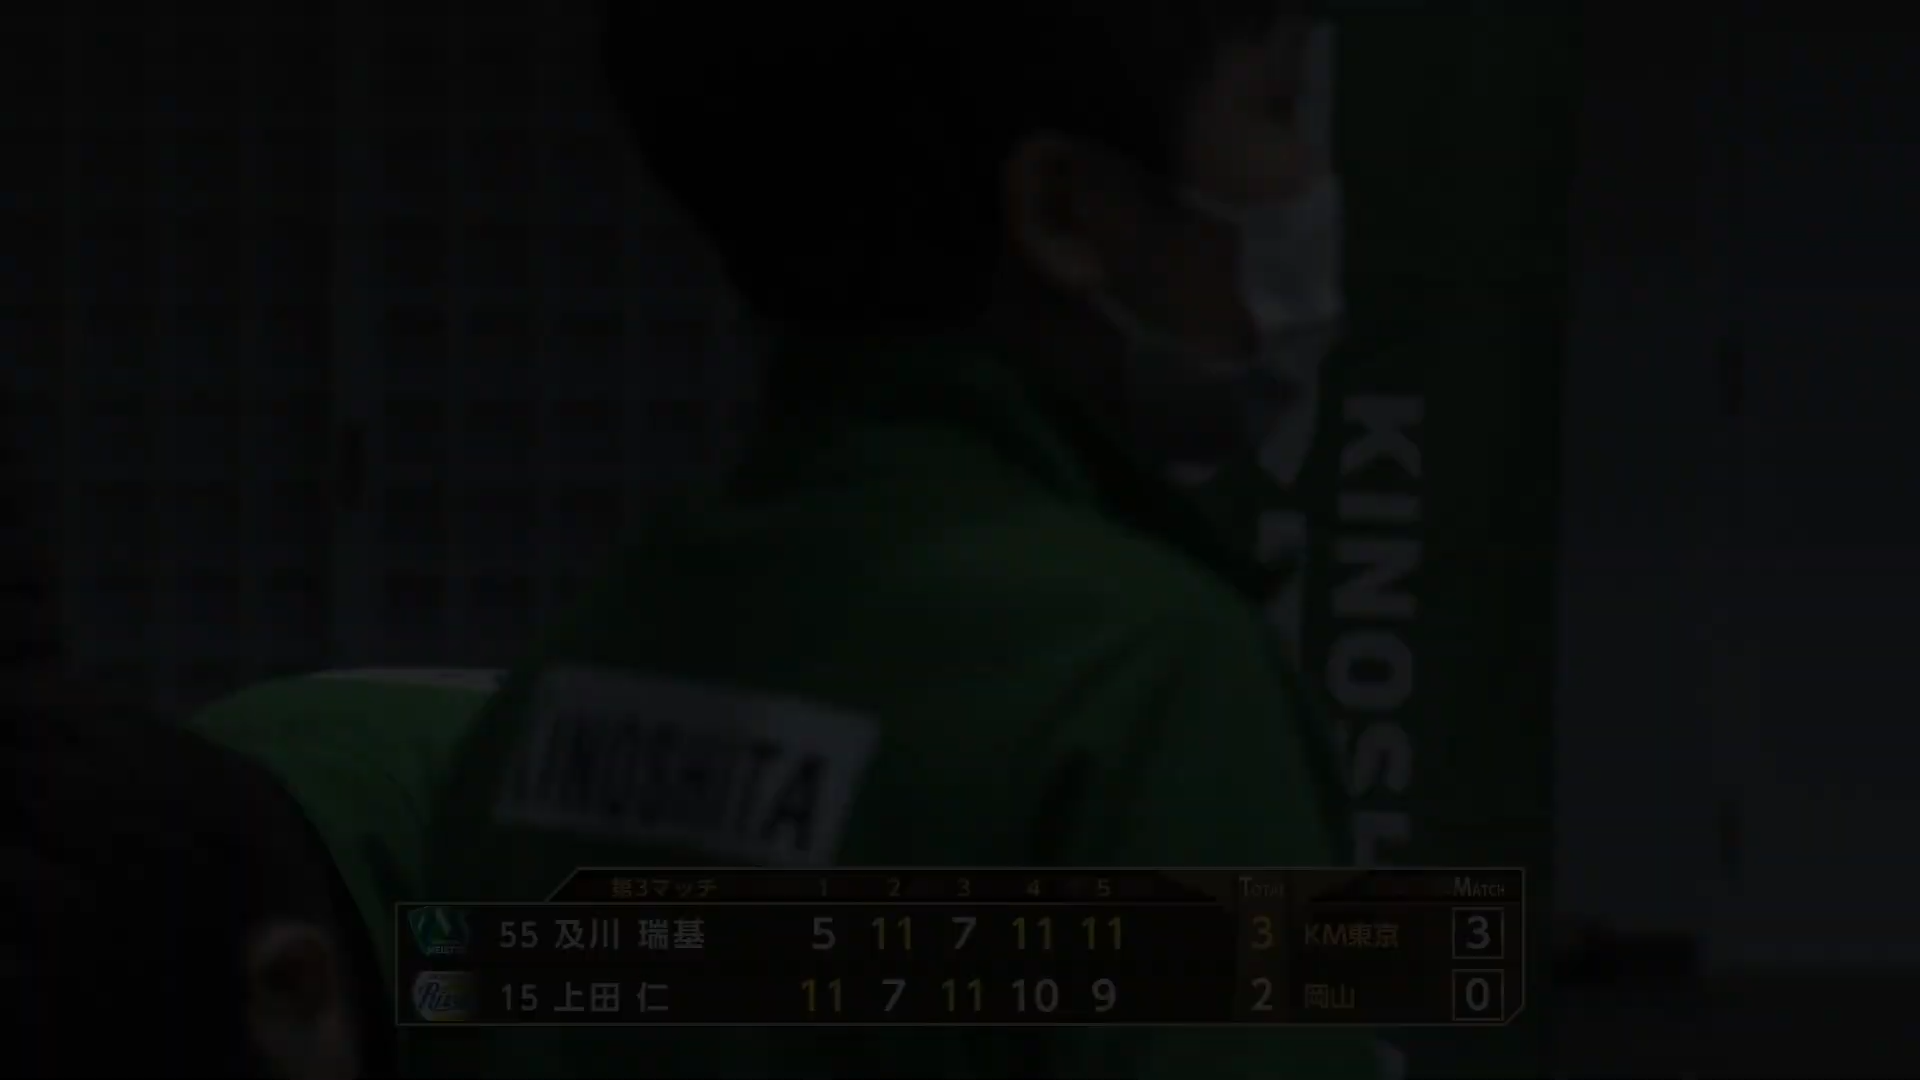 KINOSH
KINOSHITA
第3マッチ 1 2 3 4 5 TOTAL MATCH
55 及川 瑞基 5 11 7 11 11 3 KM東京 3
15 上田 仁 11 7 11 10 9 2 岡山 0